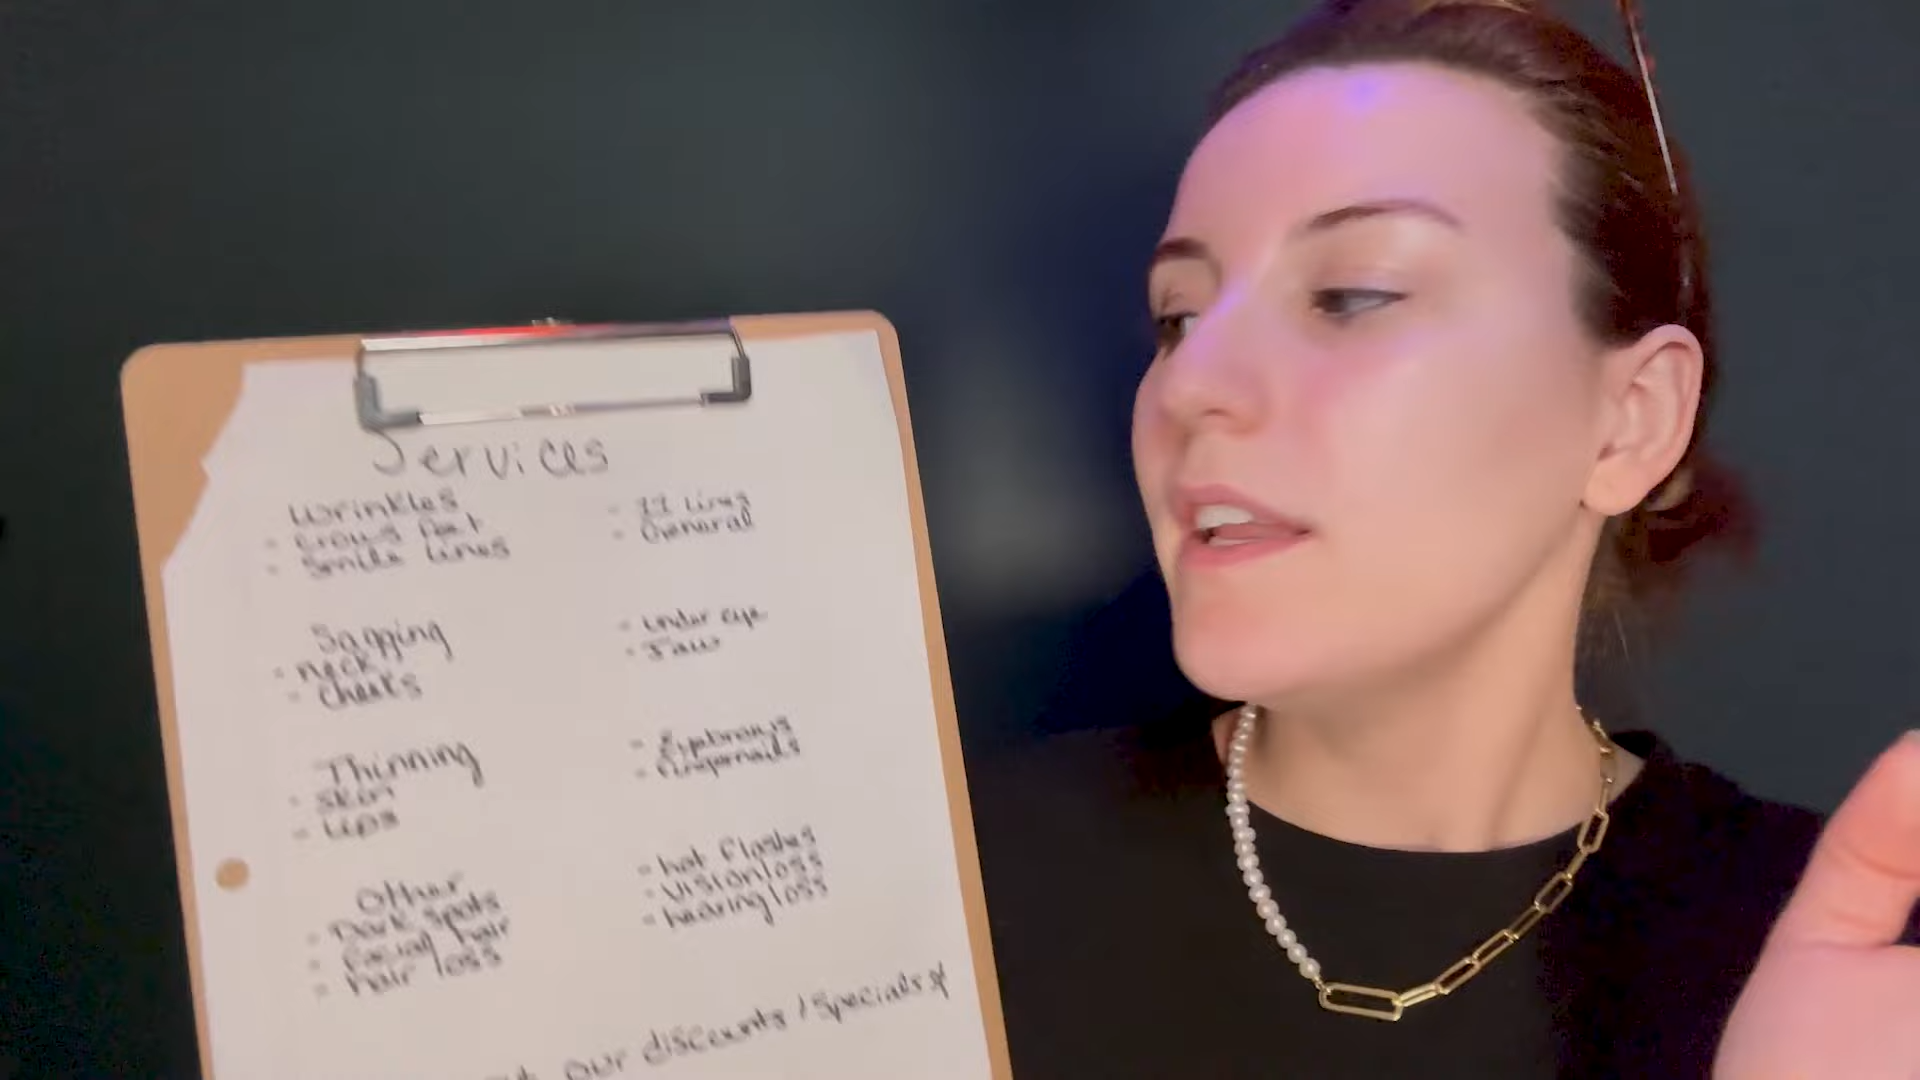 Services
Wrinkles
- Crows feet
- Smile lines
- 11 Lines
- General
Sagging
- neck
- Cheeks
- under eye
- Jaw
Thinning
- Skin
- Lips
- Eyebrows
- Fingernails
Other
- Dark spots
- facial hair
- hair loss
- hot flashes
- Vision loss
- hearing loss
our discounts / specials *